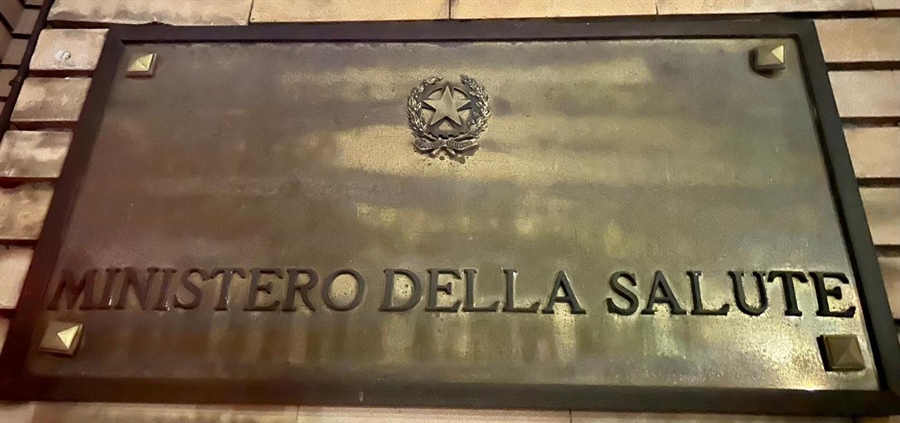 MINISTERO DELLA SALUTE